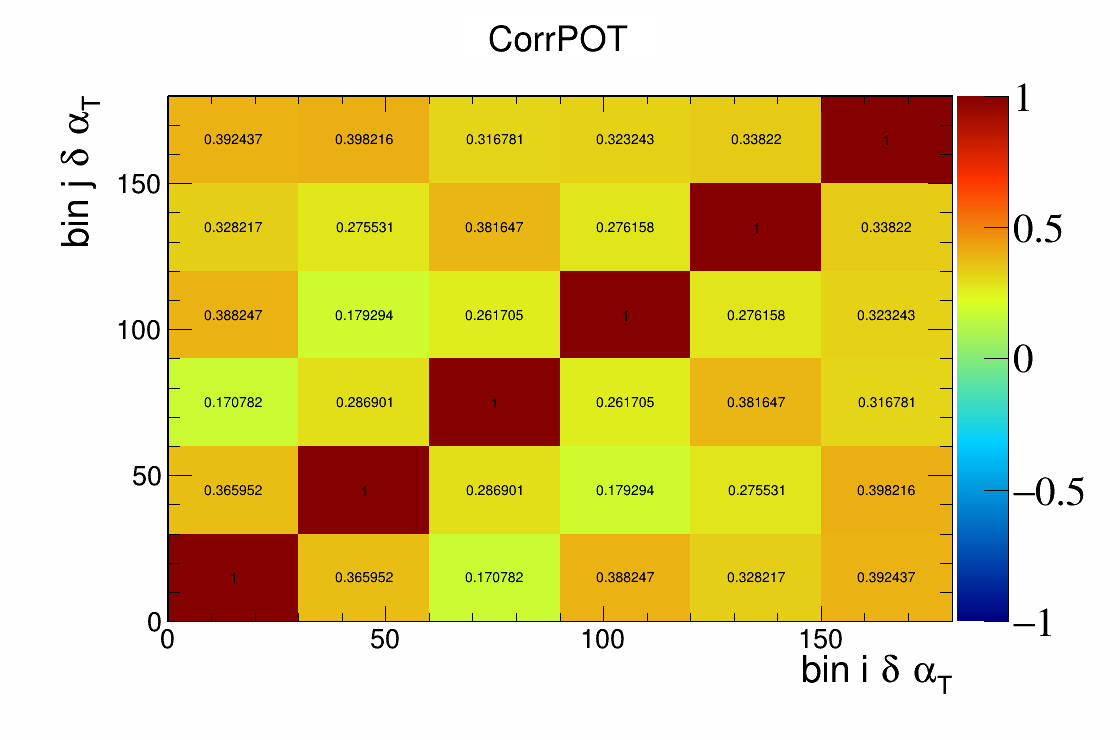 CorrPOT
bin j δ α_T
0.392437 0.398216 0.316781 0.323243 0.33822 1
0.328217 0.275531 0.381647 0.276158 1 0.33822
0.388247 0.179294 0.261705 1 0.276158 0.323243
0.170782 0.286901 1 0.261705 0.381647 0.316781
0.365952 1 0.286901 0.179294 0.275531 0.398216
1 0.365952 0.170782 0.388247 0.328217 0.392437
150
100
50
0
0 50 100 150
bin i δ α_T
1
0.5
0
−0.5
−1